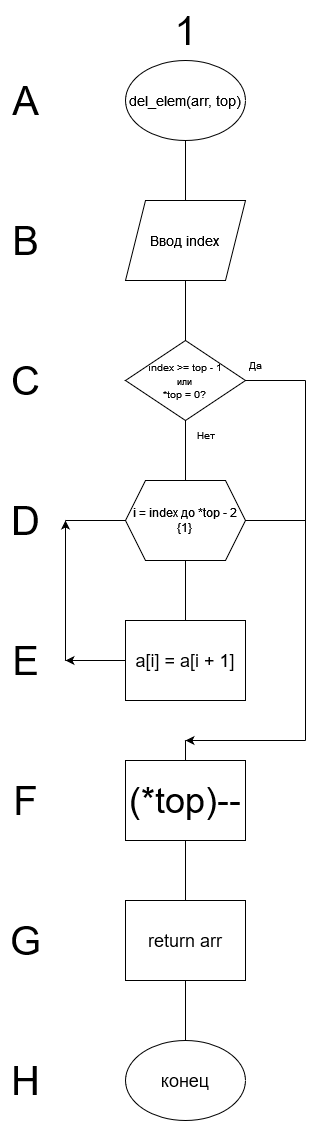 1
A
del_elem(arr, top)
B
Ввод index
C
index >= top - 1
или
*top = 0?
Да
Нет
D
i = index до *top - 2
{1}
E
a[i] = a[i + 1]
F
(*top)--
G
return arr
H
конец